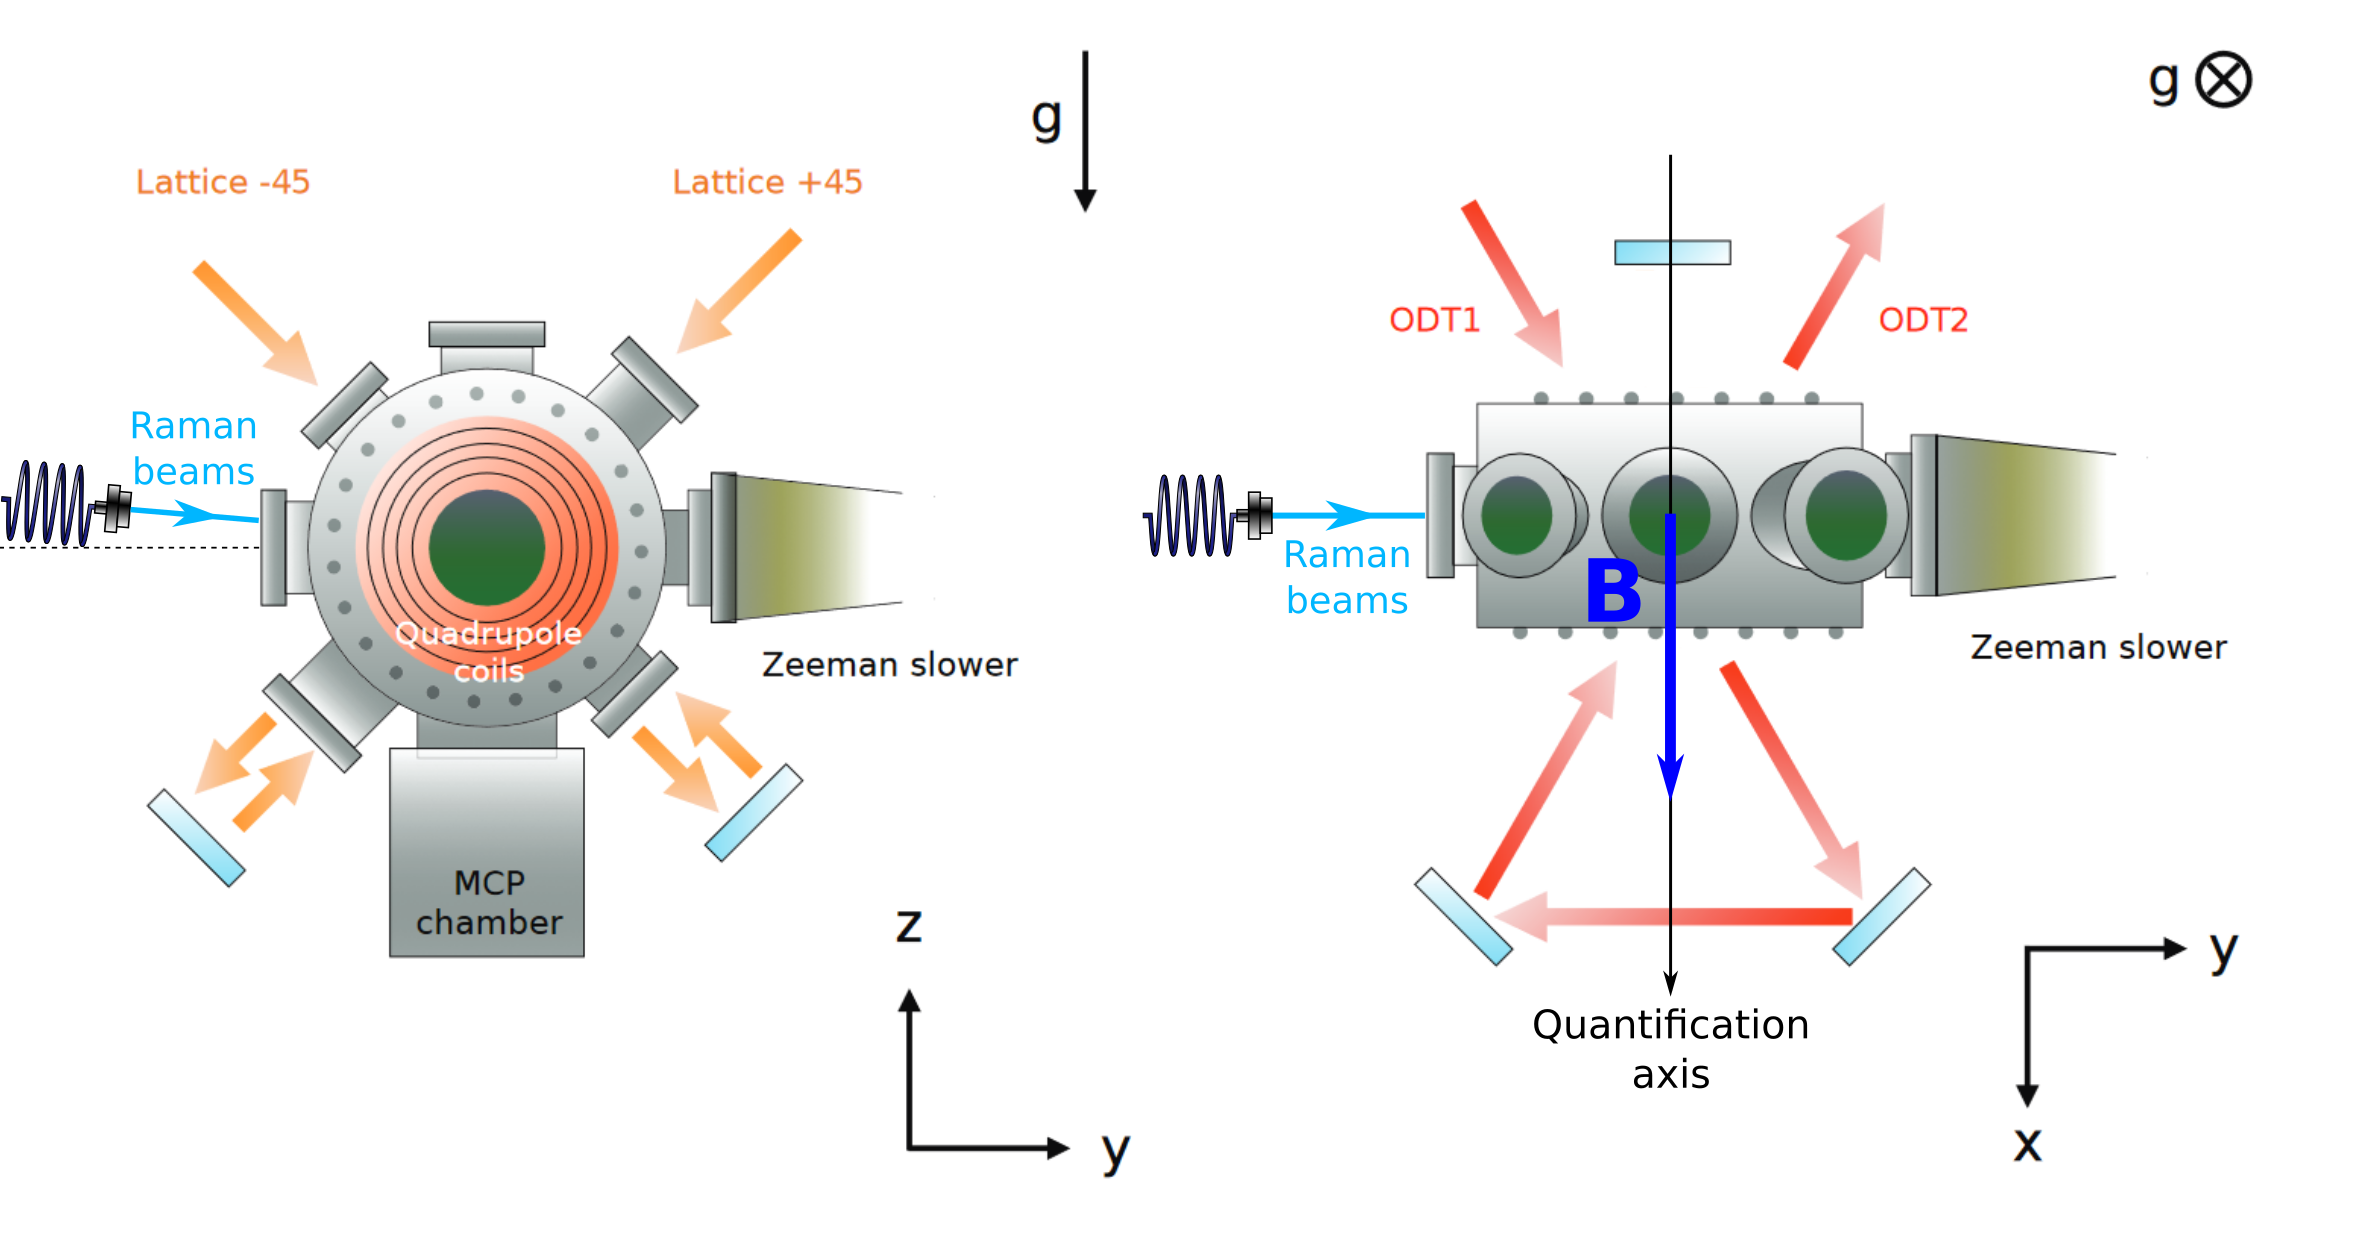 Lattice -45
Lattice +45
g
Raman
beams
Quadrupole
coils
Zeeman slower
MCP
chamber
z
y
g
ODT1
ODT2
Raman
beams
B
Zeeman slower
Quantification
axis
y
x